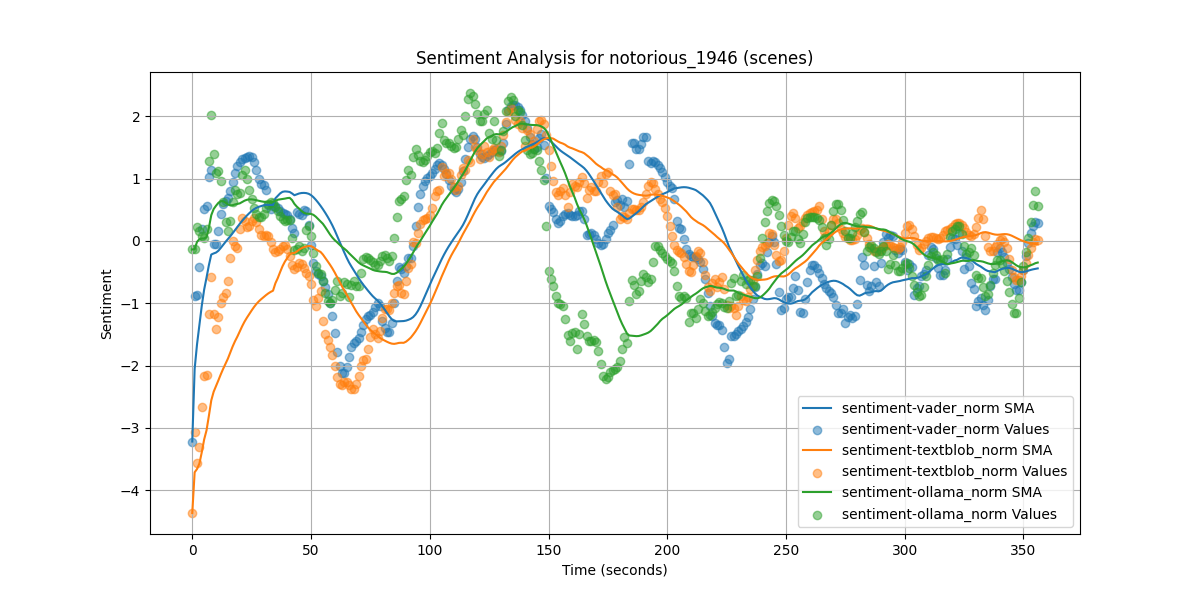 Sentiment Analysis for notorious_1946 (scenes)
Sentiment
2
1
0
−1
−2
−3
−4
0
50
100
150
200
250
300
350
Time (seconds)
sentiment-vader_norm SMA
sentiment-vader_norm Values
sentiment-textblob_norm SMA
sentiment-textblob_norm Values
sentiment-ollama_norm SMA
sentiment-ollama_norm Values